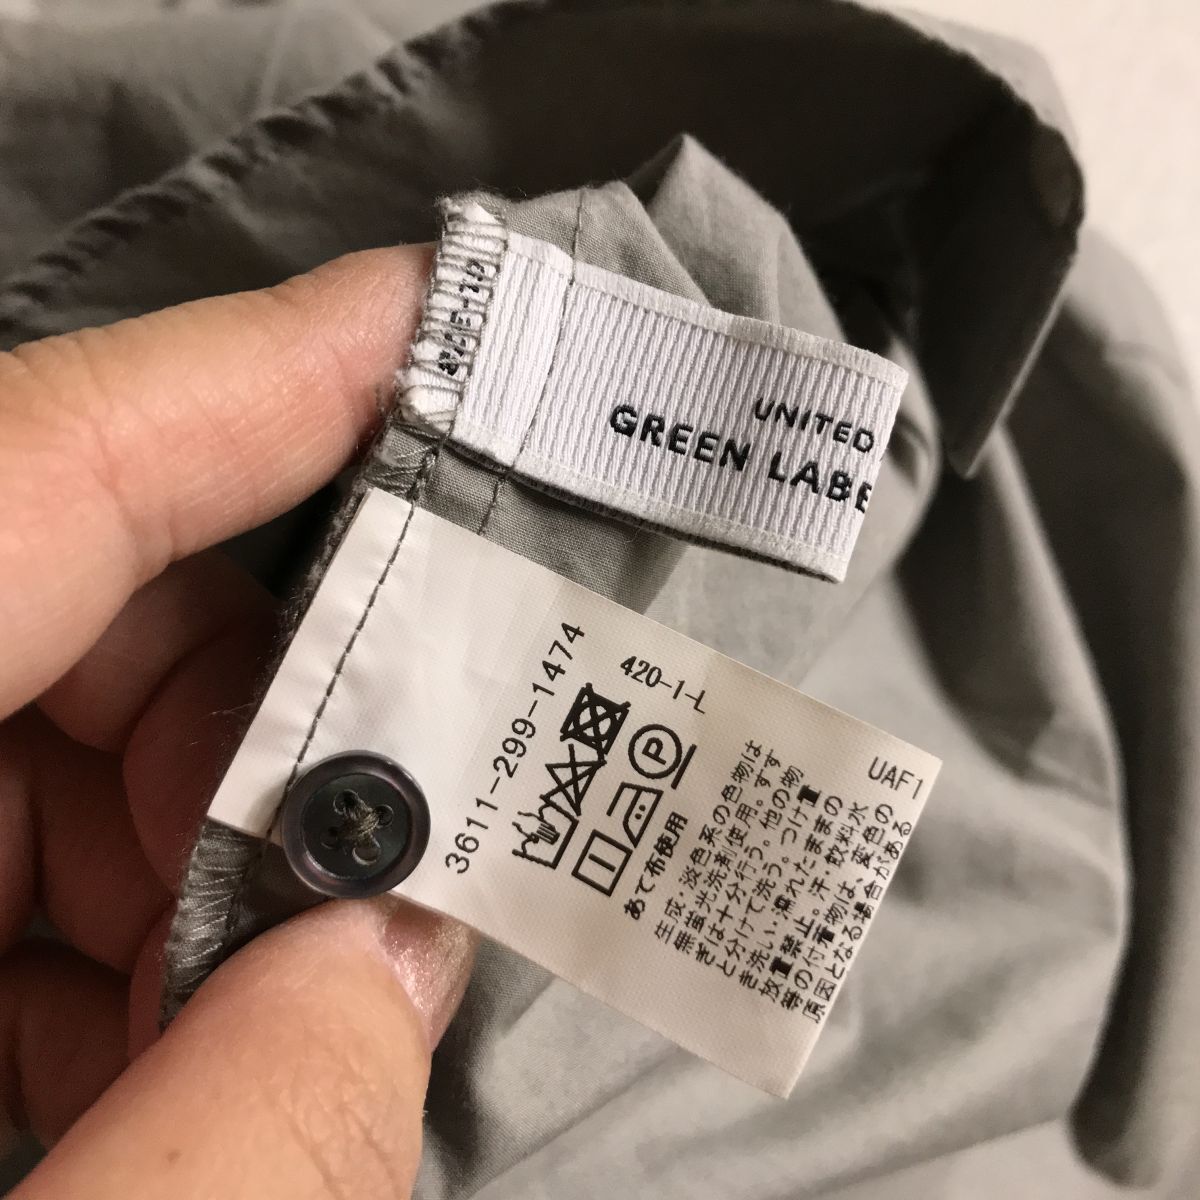 UNITED
GREEN LABE
3611-299-1474
420-1-L
P
あて布使用
生成・淡色系の色物は
無蛍光洗剤使用。すす
ぎは十分行う。他の物
と分けて洗う。つけ置
き洗い、濡れたままの
放置禁止。汗・飲料水
等の付着物は、変色の
原因となる場合がある
UAF1